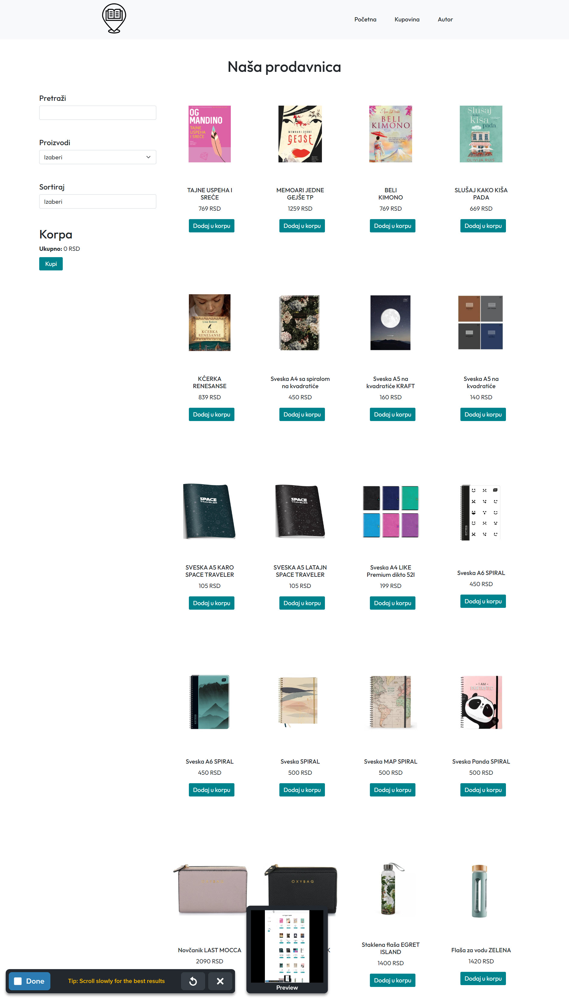 Početna Kupovina Autor
Naša prodavnica
Pretraži
Proizvodi
Izaberi
Sortiraj
Izaberi
Korpa
Ukupno: 0 RSD
Kupi
OG
MANDINO
TAJNE
USPEHA
I SREĆE
TAJNE USPEHA I
SREĆE
769 RSD
Dodaj u korpu
MEMOARI JEDNE
GEJŠE
MEMOARI JEDNE
GEJŠE TP
1259 RSD
Dodaj u korpu
BELI
KIMONO
BELI
KIMONO
769 RSD
Dodaj u korpu
Slušaj
kako
kiša
pada
OLIVIJA RUIS
SLUŠAJ KAKO KIŠA
PADA
669 RSD
Dodaj u korpu
Lisa Rošon
KĆERKA
RENESANSE
KĆERKA
RENESANSE
839 RSD
Dodaj u korpu
Sveska A4 sa spiralom
na kvadratiće
450 RSD
Dodaj u korpu
Sveska A5 na
kvadratiće KRAFT
160 RSD
Dodaj u korpu
Sveska A5 na
kvadratiće
140 RSD
Dodaj u korpu
SPACE
TRAVELER
SVESKA A5 KARO
SPACE TRAVELER
105 RSD
Dodaj u korpu
SPACE
TRAVELER
SVESKA A5 LATAJN
SPACE TRAVELER
105 RSD
Dodaj u korpu
Sveska A4 LIKE
Premium dikto 52l
199 RSD
Dodaj u korpu
NOTEBQ
Sveska A6 SPIRAL
450 RSD
Dodaj u korpu
NOTEBQ
Sveska A6 SPIRAL
450 RSD
Dodaj u korpu
Sveska SPIRAL
500 RSD
Dodaj u korpu
NEVER
STOP
Sveska MAP SPIRAL
500 RSD
Dodaj u korpu
- I AM -
FANTASTIC
Sveska Panda SPIRAL
500 RSD
Dodaj u korpu
Novčanik LAST MOCCA
2090 RSD
OXYBAG
K
Staklena flaša EGRET
ISLAND
1400 RSD
Dodaj u korpu
Flaša za vodu ZELENA
1420 RSD
Dodaj u korpu
Done
Tip: Scroll slowly for the best results
Preview